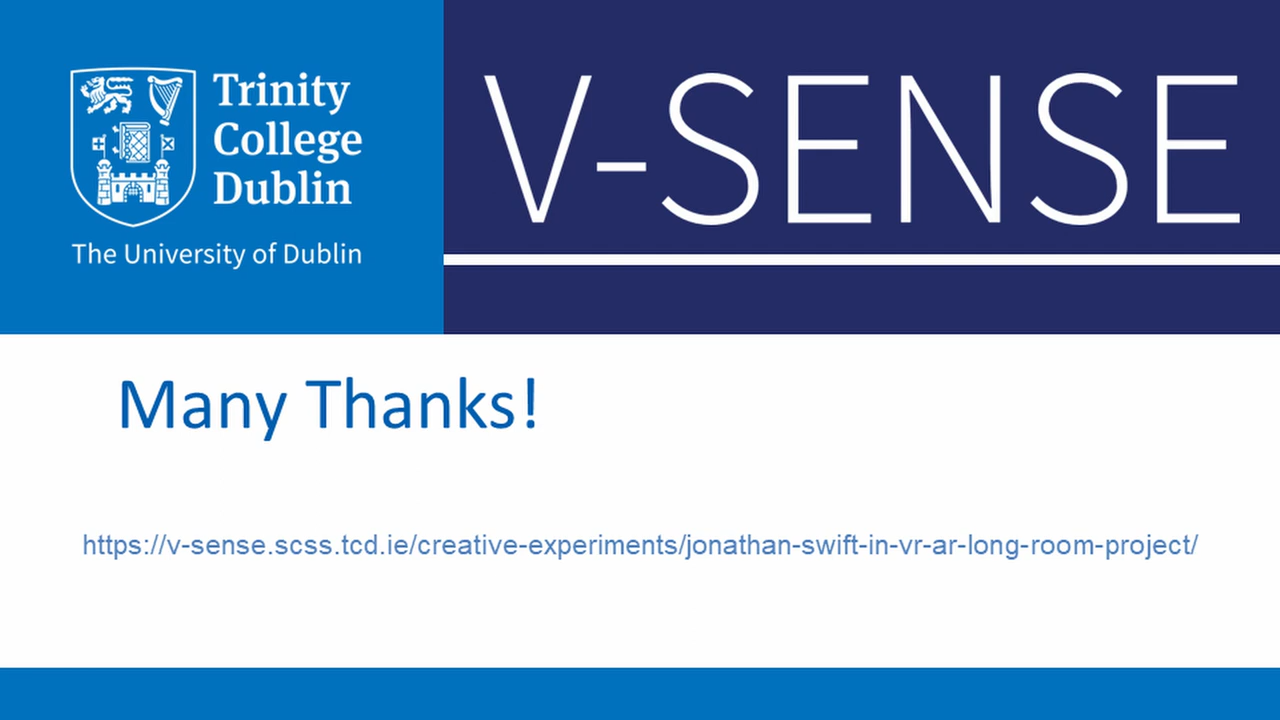 Trinity
College
Dublin
The University of Dublin
V-SENSE
Many Thanks!
https://v-sense.scss.tcd.ie/creative-experiments/jonathan-swift-in-vr-ar-long-room-project/